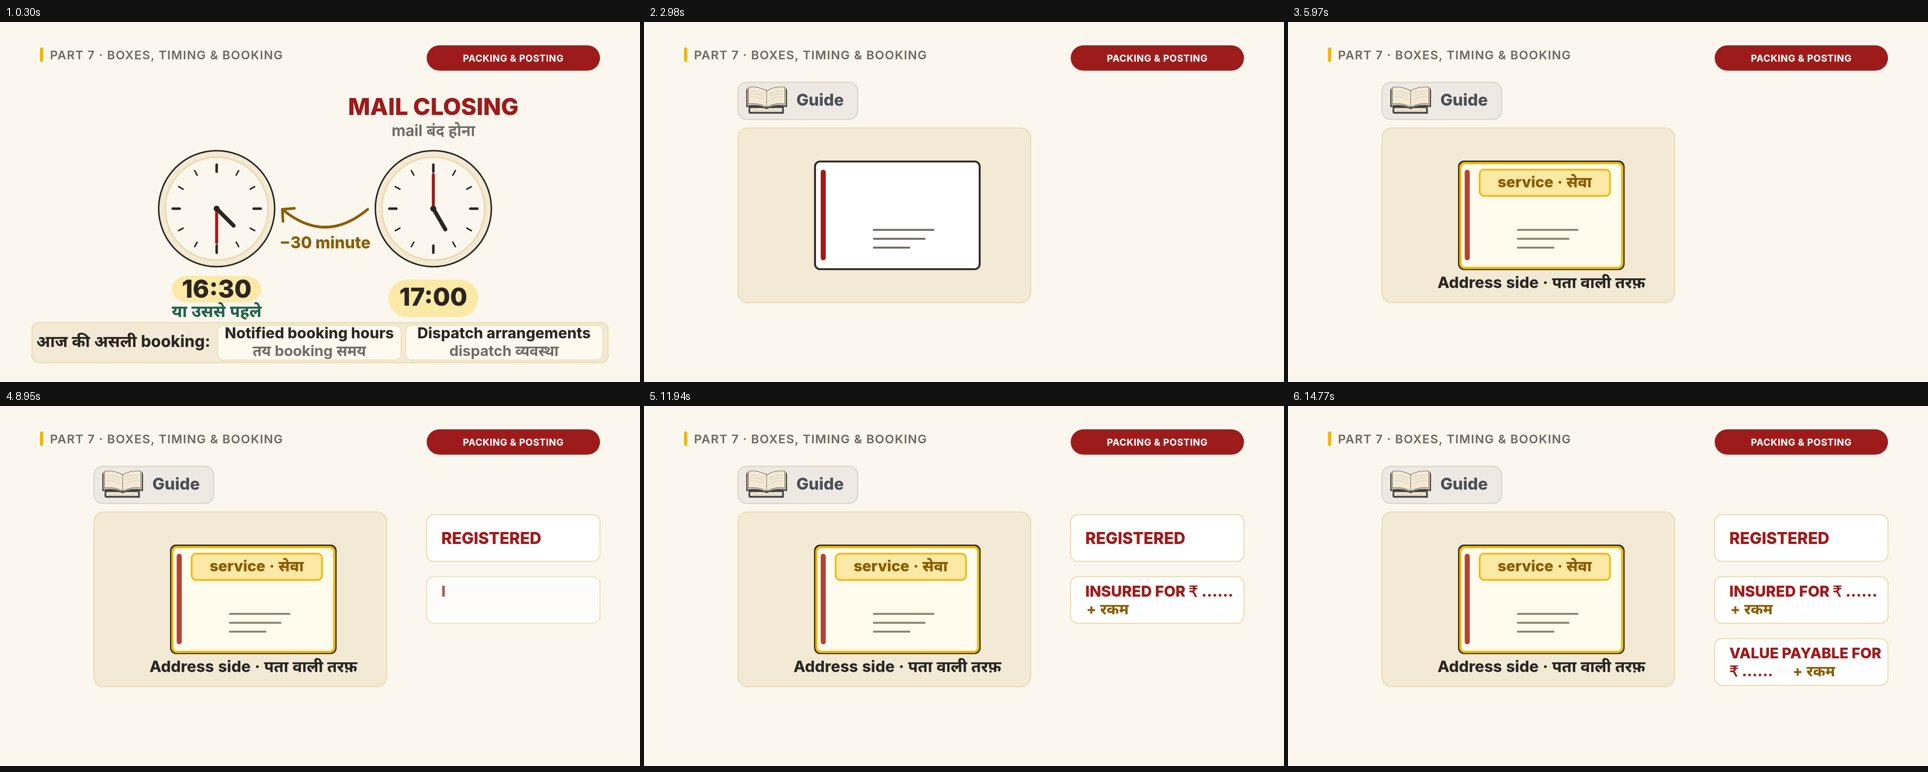 1. 0.30s
PART 7 · BOXES, TIMING & BOOKING
PACKING & POSTING
MAIL CLOSING
mail बंद होना
−30 minute
16:30
या उससे पहले
17:00
आज की असली booking:
Notified booking hours
तय booking समय
Dispatch arrangements
dispatch व्यवस्था
2. 2.98s
PART 7 · BOXES, TIMING & BOOKING
PACKING & POSTING
Guide
3. 5.97s
PART 7 · BOXES, TIMING & BOOKING
PACKING & POSTING
Guide
service · सेवा
Address side · पता वाली तरफ़
4. 8.95s
PART 7 · BOXES, TIMING & BOOKING
PACKING & POSTING
Guide
service · सेवा
Address side · पता वाली तरफ़
REGISTERED
I
5. 11.94s
PART 7 · BOXES, TIMING & BOOKING
PACKING & POSTING
Guide
service · सेवा
Address side · पता वाली तरफ़
REGISTERED
INSURED FOR ₹ ......
+ रकम
6. 14.77s
PART 7 · BOXES, TIMING & BOOKING
PACKING & POSTING
Guide
service · सेवा
Address side · पता वाली तरफ़
REGISTERED
INSURED FOR ₹ ......
+ रकम
VALUE PAYABLE FOR
₹ ...... + रकम